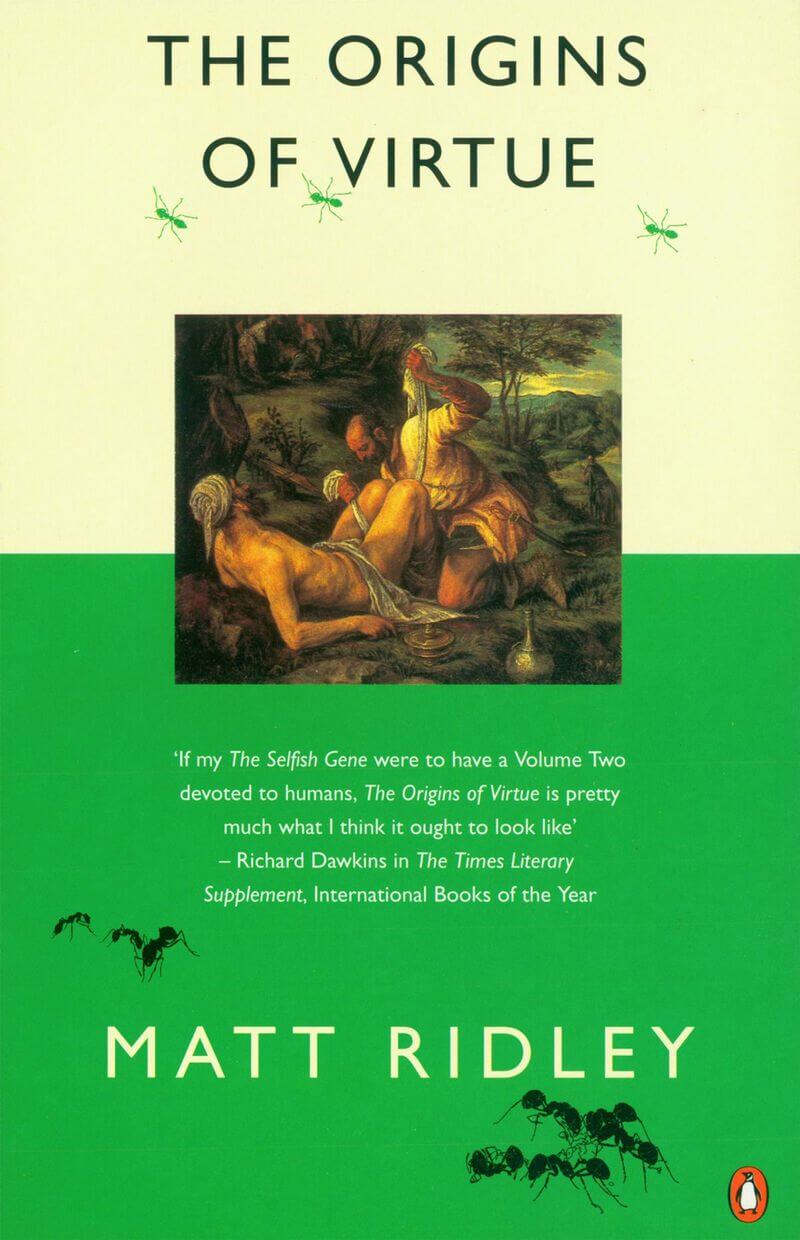 THE ORIGINS
OF VIRTUE
‘If my The Selfish Gene were to have a Volume Two
devoted to humans, The Origins of Virtue is pretty
much what I think it ought to look like’
– Richard Dawkins in The Times Literary
Supplement, International Books of the Year
MATT RIDLEY